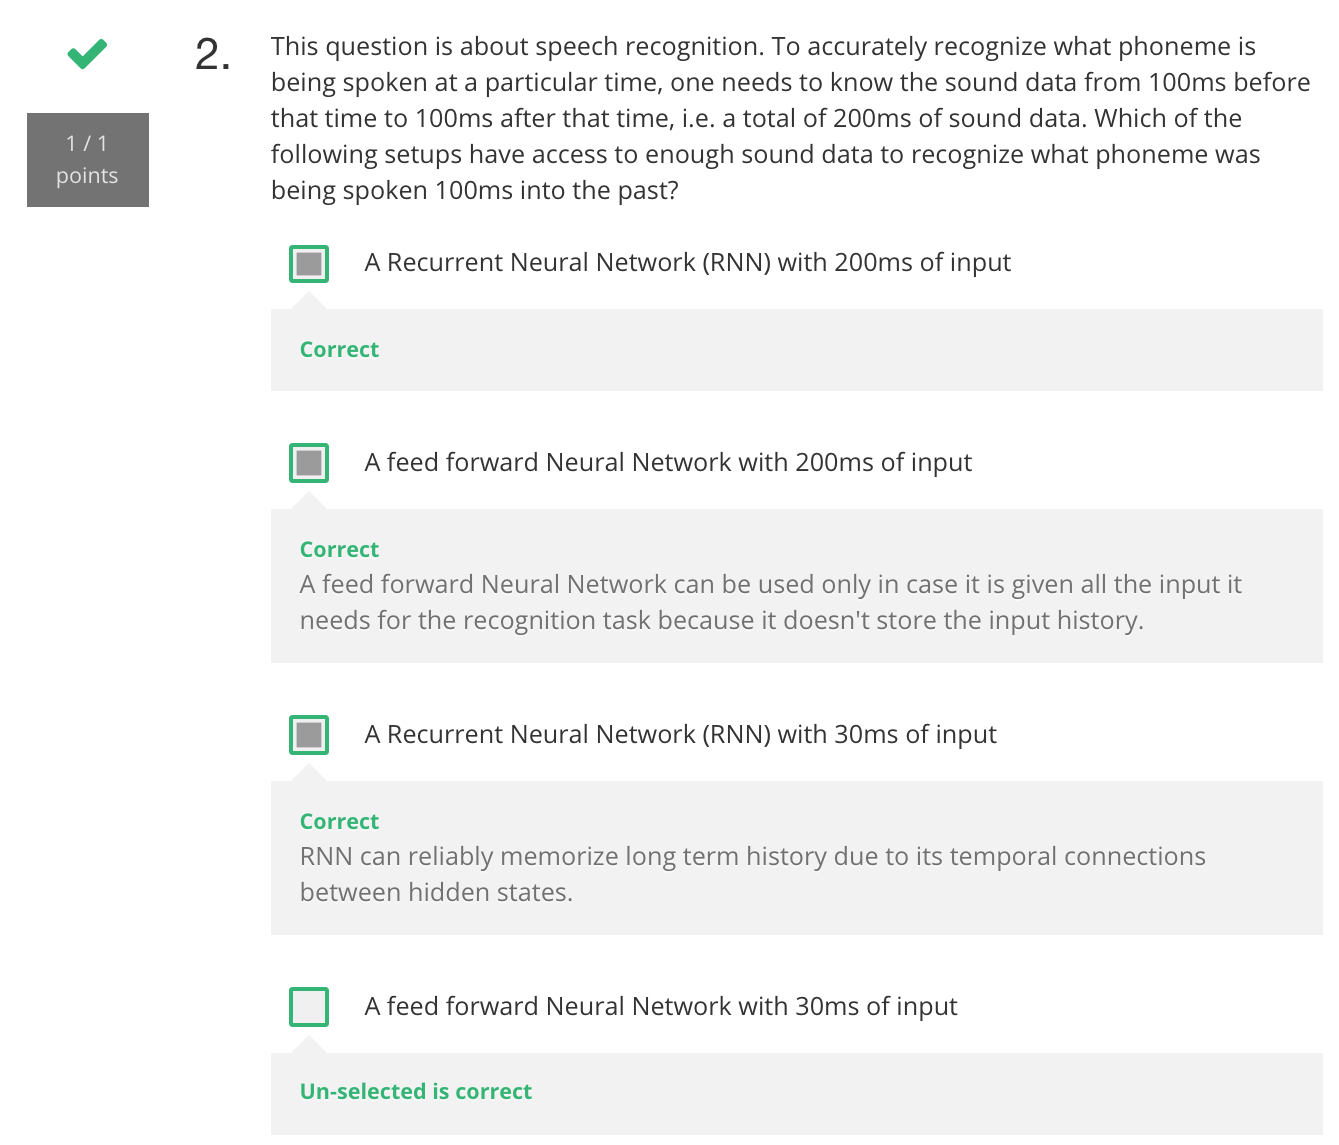 2.
This question is about speech recognition. To accurately recognize what phoneme is
being spoken at a particular time, one needs to know the sound data from 100ms before
that time to 100ms after that time, i.e. a total of 200ms of sound data. Which of the
following setups have access to enough sound data to recognize what phoneme was
being spoken 100ms into the past?
1 / 1
points
A Recurrent Neural Network (RNN) with 200ms of input
Correct
A feed forward Neural Network with 200ms of input
Correct
A feed forward Neural Network can be used only in case it is given all the input it
needs for the recognition task because it doesn't store the input history.
A Recurrent Neural Network (RNN) with 30ms of input
Correct
RNN can reliably memorize long term history due to its temporal connections
between hidden states.
A feed forward Neural Network with 30ms of input
Un-selected is correct